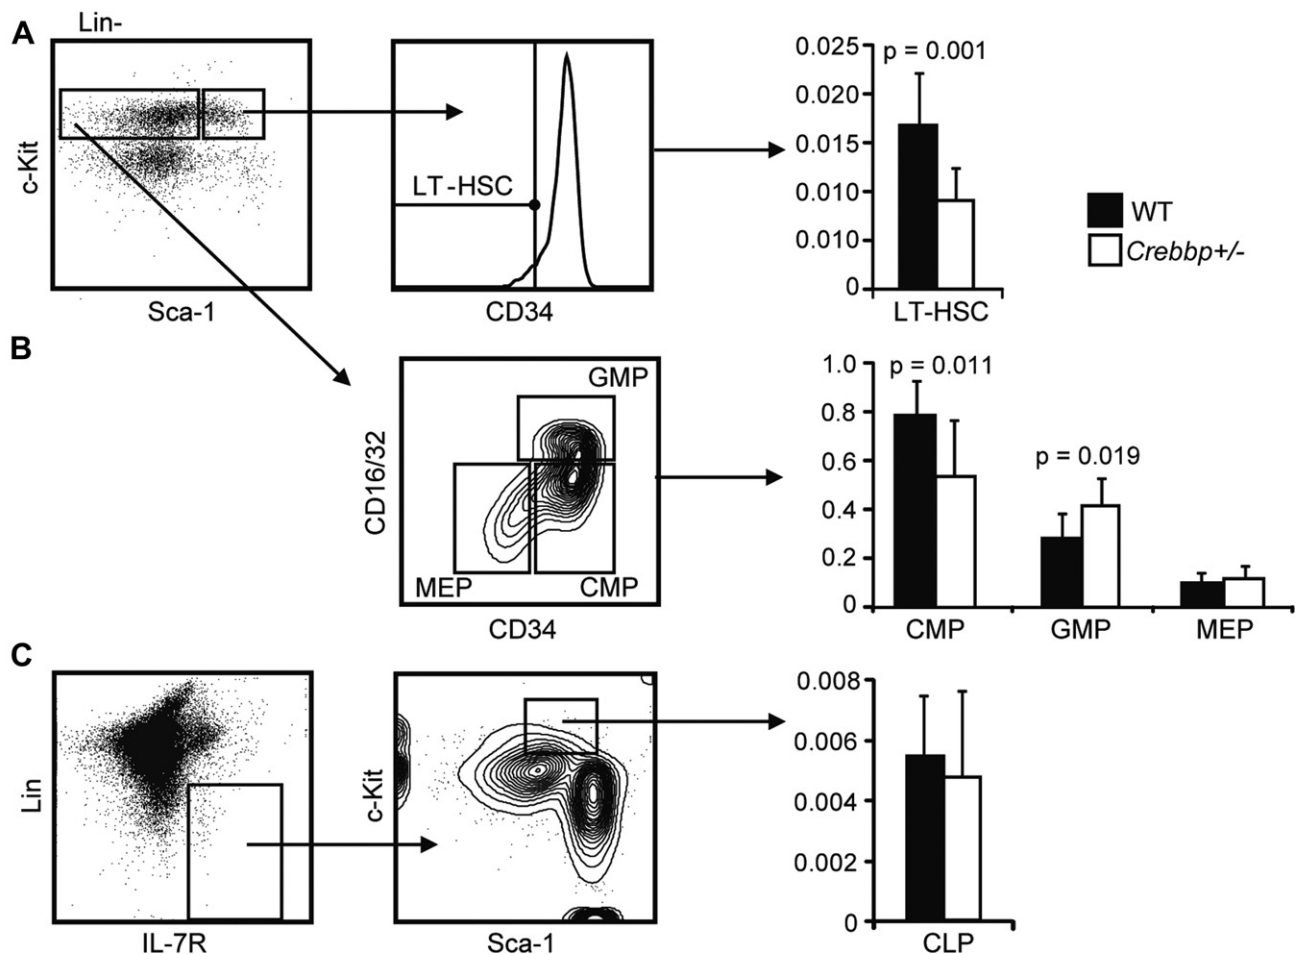 A
Lin-
c-Kit
Sca-1
LT-HSC
CD34
0.025
0.020
0.015
0.010
0.010
0
p = 0.001
LT-HSC
WT
Crebbp+/-
B
CD16/32
GMP
MEP
CMP
CD34
1.0
0.8
0.6
0.4
0.2
0
p = 0.011
p = 0.019
CMP
GMP
MEP
C
Lin
IL-7R
c-Kit
Sca-1
0.008
0.006
0.004
0.002
0
CLP